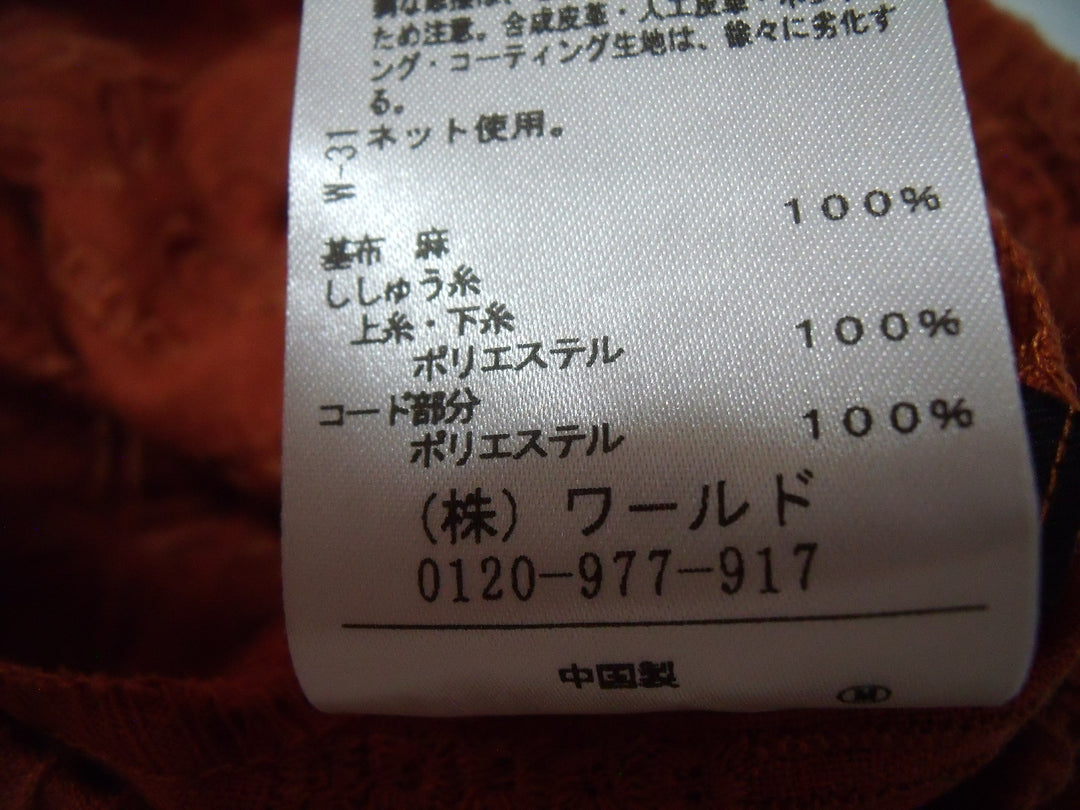 ため注意。合成皮革・人工皮革・
ング・コーティング生地は、徐々に劣化す
る。
ネット使用。
W-31
100%
基布 麻
ししゅう糸
上糸・下糸
ポリエステル 100%
コード部分
ポリエステル 100%
(株) ワールド
0120-977-917
中国製
M